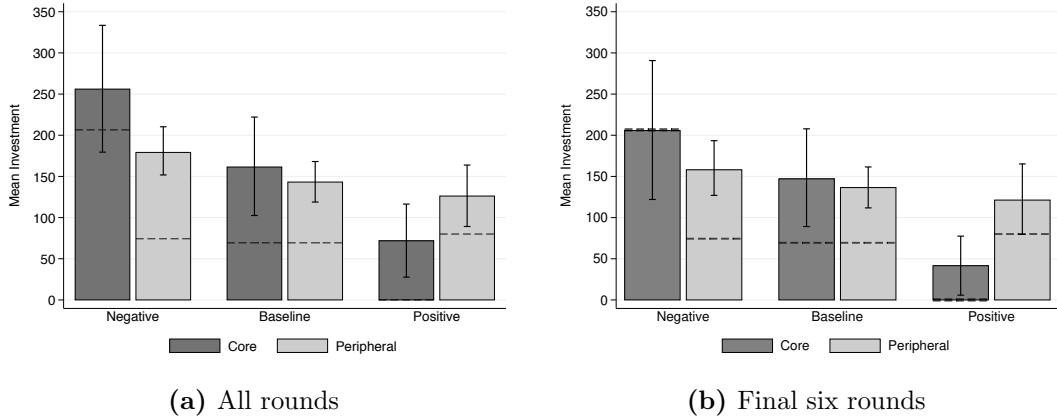 350
300
250
200
150
100
50
0
Mean Investment
Negative Baseline Positive
Core Peripheral
(a) All rounds
350
300
250
200
150
100
50
0
Mean Investment
Negative Baseline Positive
Core Peripheral
(b) Final six rounds